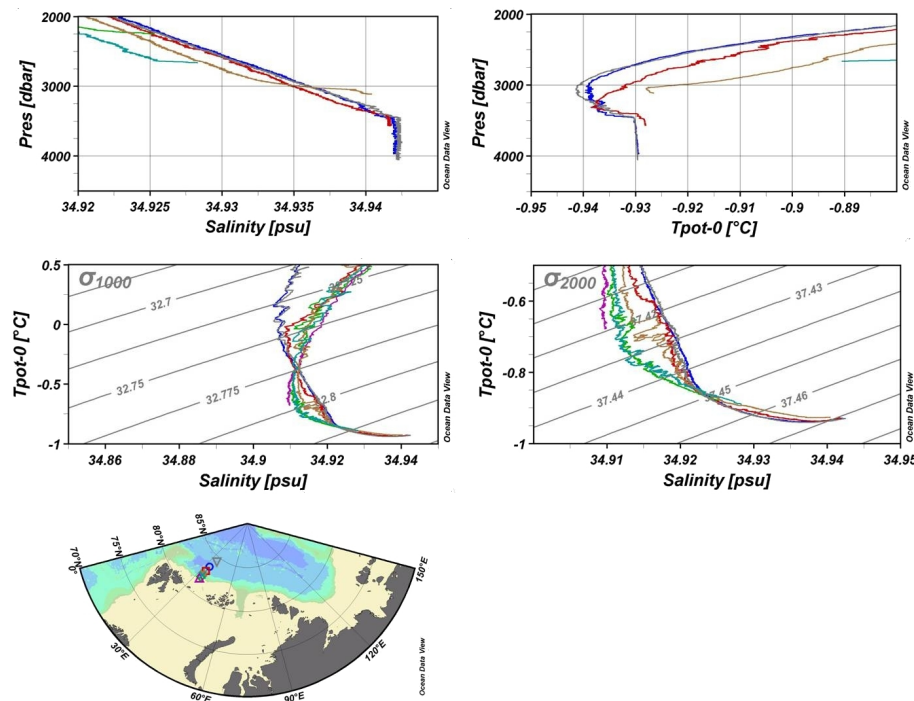 2000
3000
4000
Pres [dbar]
34.92
34.925
34.93
34.935
34.94
Salinity [psu]
Ocean Data View
2000
3000
4000
Pres [dbar]
-0.95
-0.94
-0.93
-0.92
-0.91
-0.9
-0.89
Tpot-0 [°C]
Ocean Data View
0.5
0
-0.5
-1
Tpot-0 [°C]
σ1000
32.7
32.75
32.775
32.8
34.86
34.88
34.9
34.92
34.94
Salinity [psu]
Ocean Data View
-0.6
-0.8
-1
Tpot-0 [°C]
σ2000
37.43
37.44
37.45
37.46
34.91
34.92
34.93
34.94
34.95
Salinity [psu]
Ocean Data View
70°N
75°N
80°N
85°N
0°
30°E
60°E
90°E
120°E
150°E
Ocean Data View